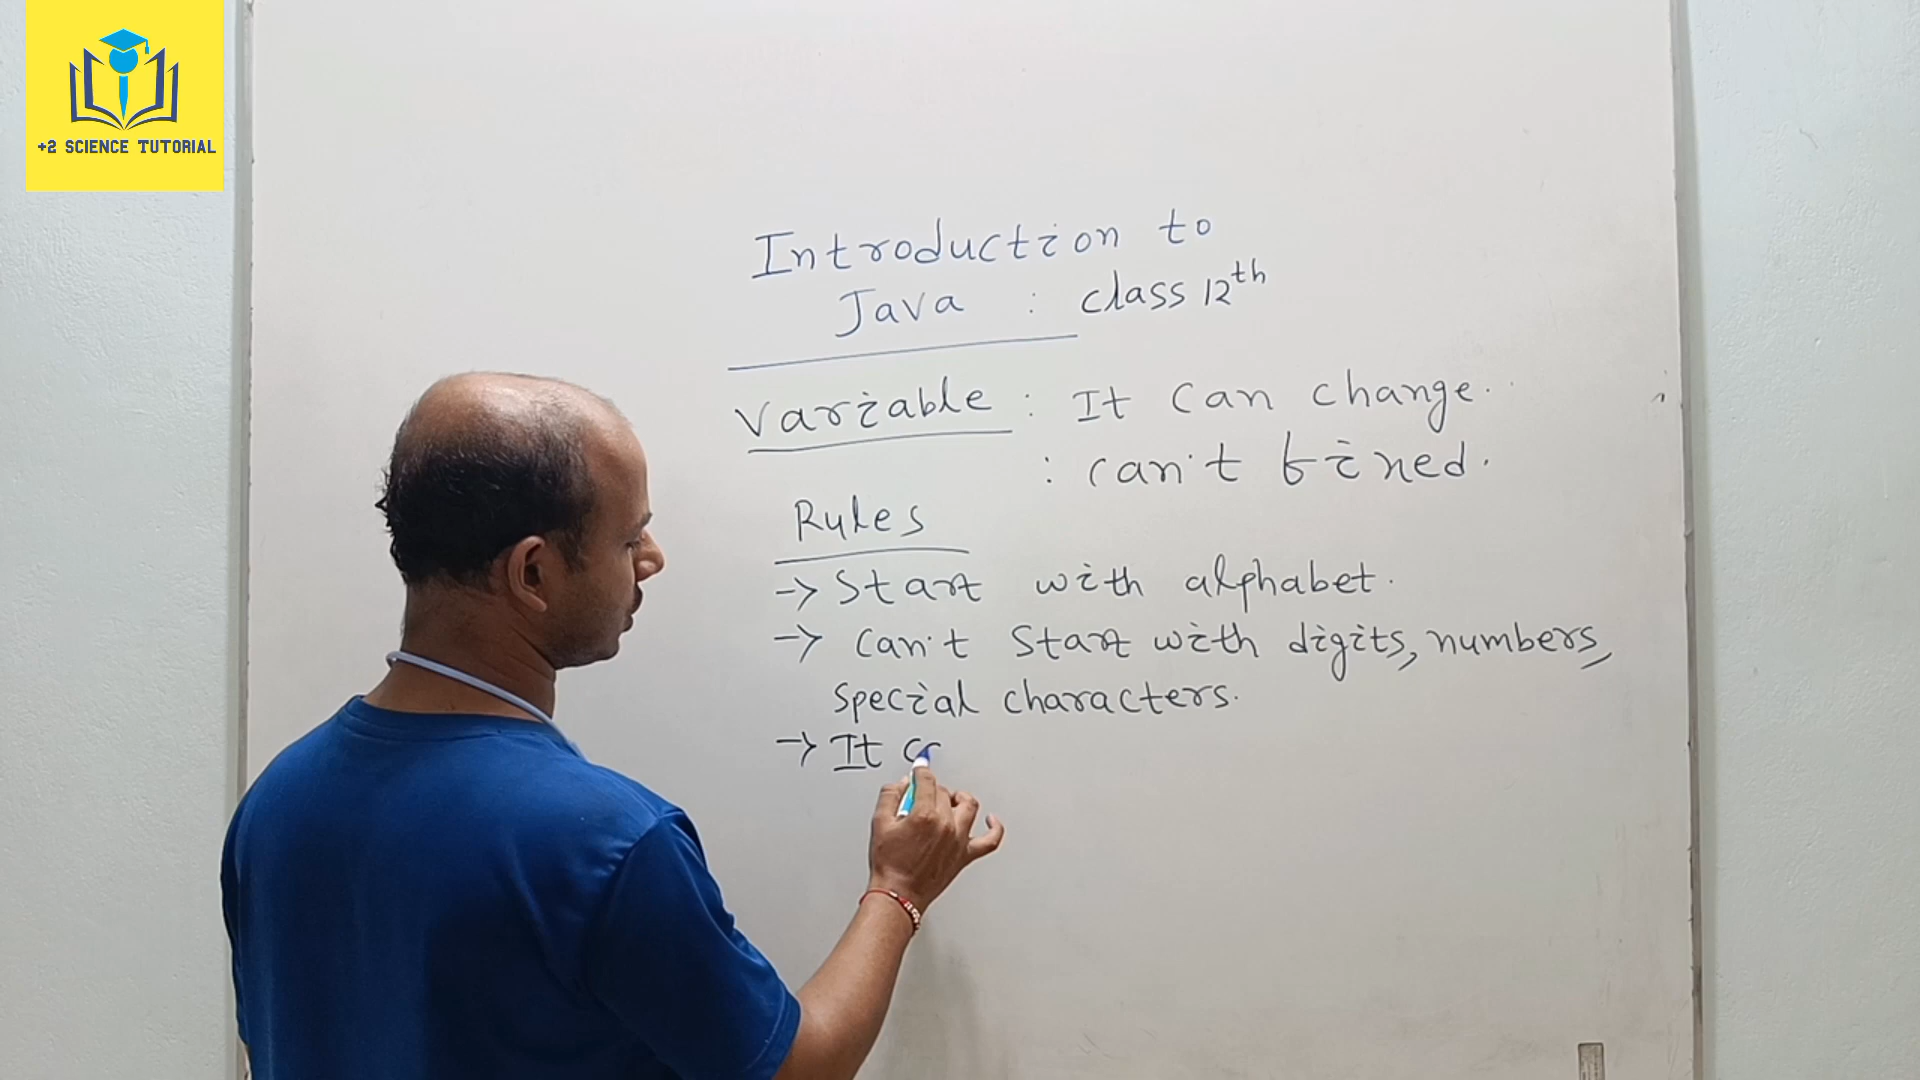 +2 SCIENCE TUTORIAL
Introduction to
Java : class 12th
Variable : It can change.
: can't fixed.
Rules
-> Start with alphabet.
-> can't start with digits, numbers,
special characters.
-> It